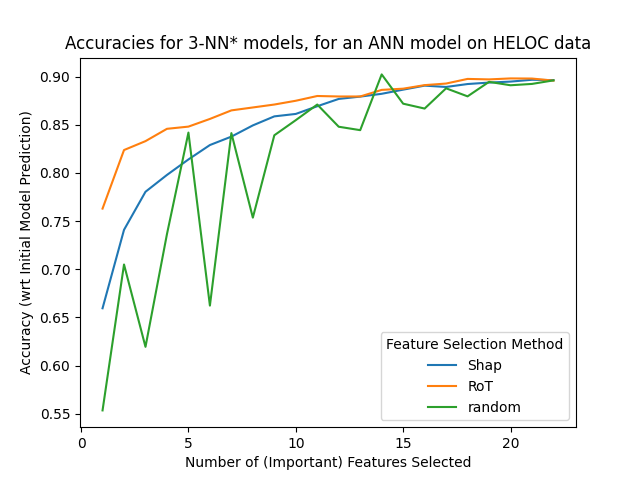 Accuracies for 3-NN* models, for an ANN model on HELOC data
Accuracy (wrt Initial Model Prediction)
0.90
0.85
0.80
0.75
0.70
0.65
0.60
0.55
Feature Selection Method
Shap
RoT
random
0 5 10 15 20
Number of (Important) Features Selected